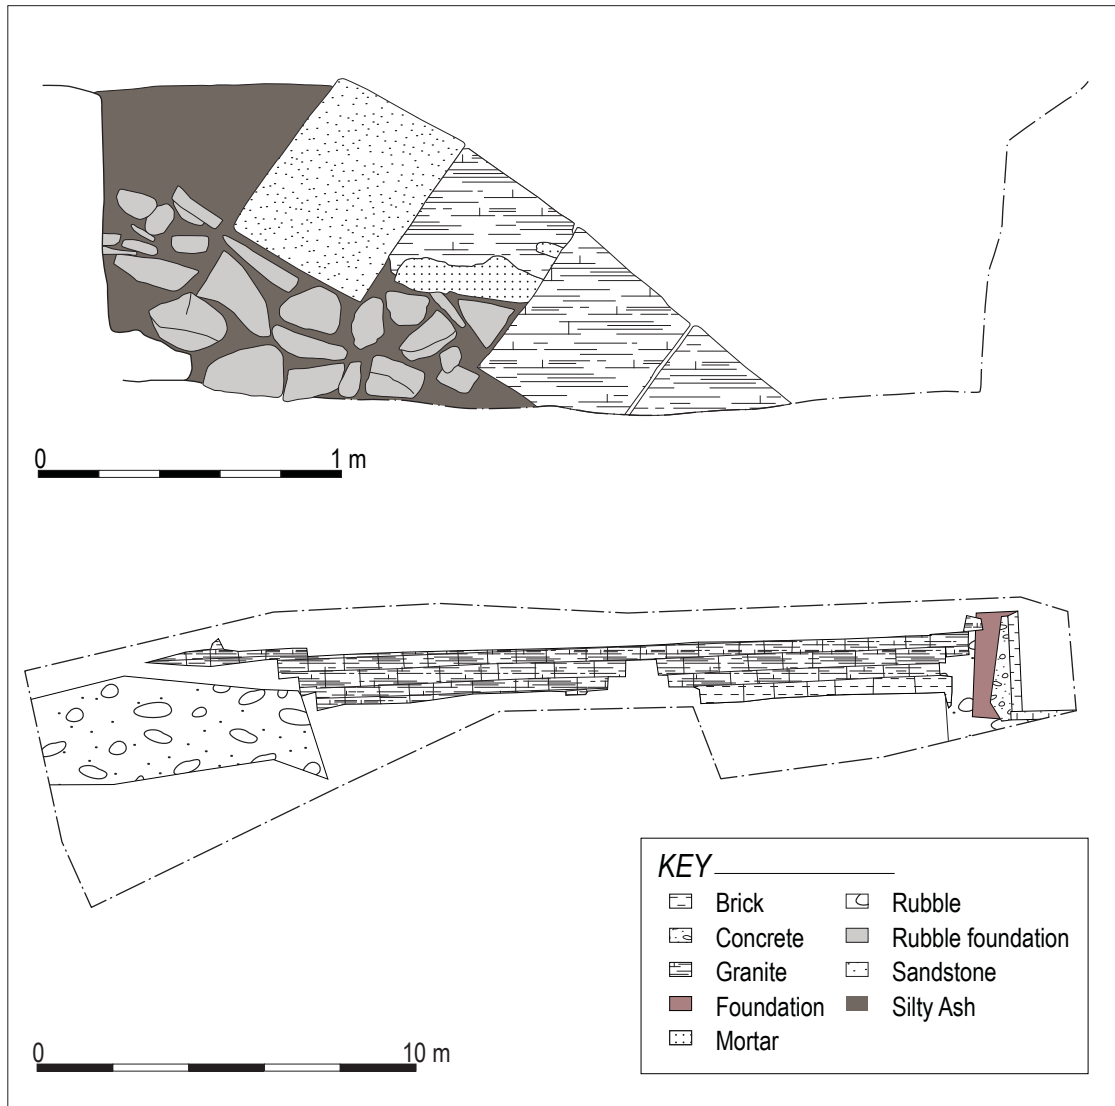 0 1 m
KEY
Brick Rubble
Concrete Rubble foundation
Granite Sandstone
Foundation Silty Ash
Mortar
0 10 m